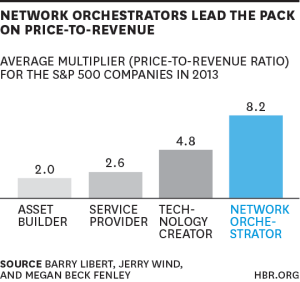 NETWORK ORCHESTRATORS LEAD THE PACK
ON PRICE-TO-REVENUE
AVERAGE MULTIPLIER (PRICE-TO-REVENUE RATIO)
FOR THE S&P 500 COMPANIES IN 2013
8.2
4.8
2.6
2.0
ASSET
BUILDER
SERVICE
PROVIDER
TECH-
NOLOGY
CREATOR
NETWORK
ORCHE-
STRATOR
SOURCE BARRY LIBERT, JERRY WIND,
AND MEGAN BECK FENLEY
HBR.ORG